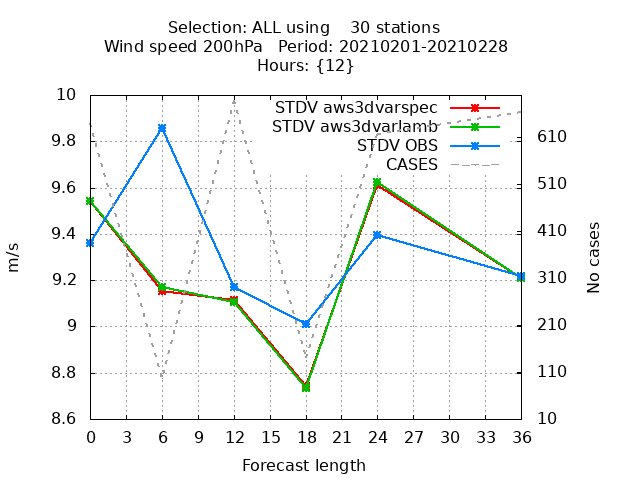 Selection: ALL using    30 stations
Wind speed 200hPa   Period: 20210201-20210228
Hours: {12}
STDV aws3dvarspec
STDV aws3dvarlamb
STDV OBS
CASES
10
9.8
9.6
9.4
9.2
9
8.8
8.6
m/s
610
510
410
310
210
110
10
No cases
0 3 6 9 12 15 18 21 24 27 30 33 36
Forecast length